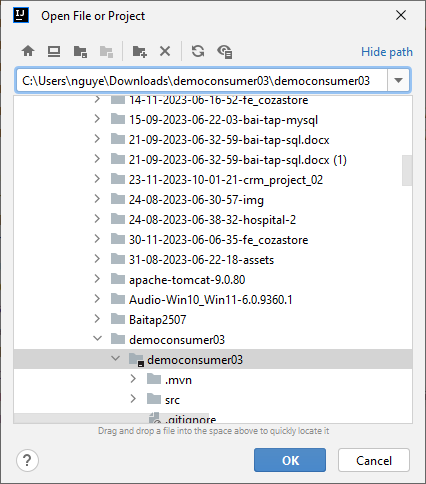 IJ Open File or Project
Hide path
C:\Users\nguye\Downloads\democonsumer03\democonsumer03
14-11-2023-06-16-52-fe_cozastore
15-09-2023-06-22-03-bai-tap-mysql
21-09-2023-06-32-59-bai-tap-sql.docx
21-09-2023-06-32-59-bai-tap-sql.docx (1)
23-11-2023-10-01-21-crm_project_02
24-08-2023-06-30-57-img
24-08-2023-06-38-32-hospital-2
30-11-2023-06-06-35-fe_cozastore
31-08-2023-06-22-18-assets
apache-tomcat-9.0.80
Audio-Win10_Win11-6.0.9360.1
Baitap2507
democonsumer03
democonsumer03
.mvn
src
.gitignore
Drag and drop a file into the space above to quickly locate it
? OK Cancel